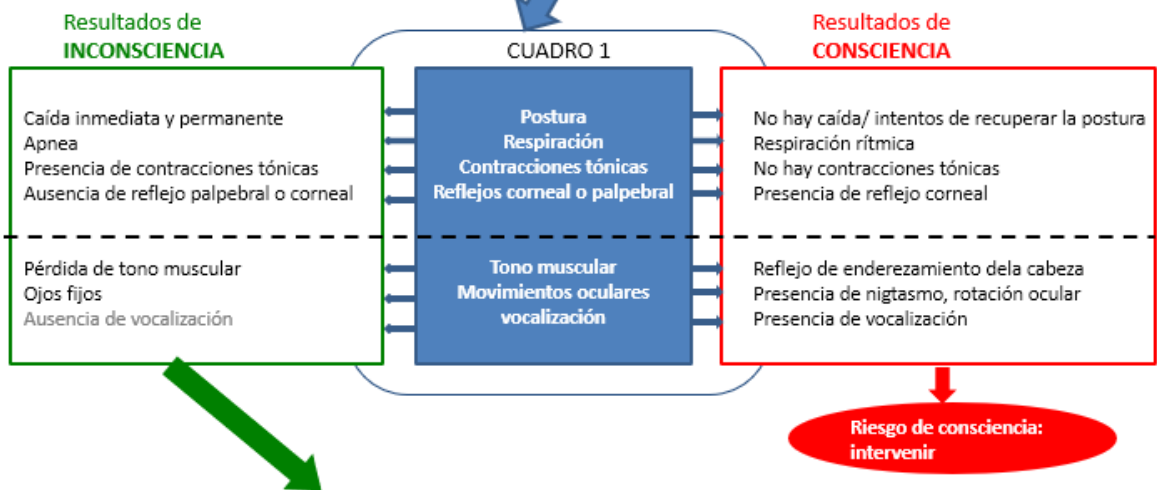 Resultados de
INCONSCIENCIA
Caída inmediata y permanente
Apnea
Presencia de contracciones tónicas
Ausencia de reflejo palpebral o corneal
Pérdida de tono muscular
Ojos fijos
Ausencia de vocalización
CUADRO 1
Postura
Respiración
Contracciones tónicas
Reflejos corneal o palpebral
Tono muscular
Movimientos oculares
vocalización
Resultados de
CONSCIENCIA
No hay caída/ intentos de recuperar la postura
Respiración rítmica
No hay contracciones tónicas
Presencia de reflejo corneal
Reflejo de enderezamiento dela cabeza
Presencia de nigtasmo, rotación ocular
Presencia de vocalización
Riesgo de consciencia:
intervenir